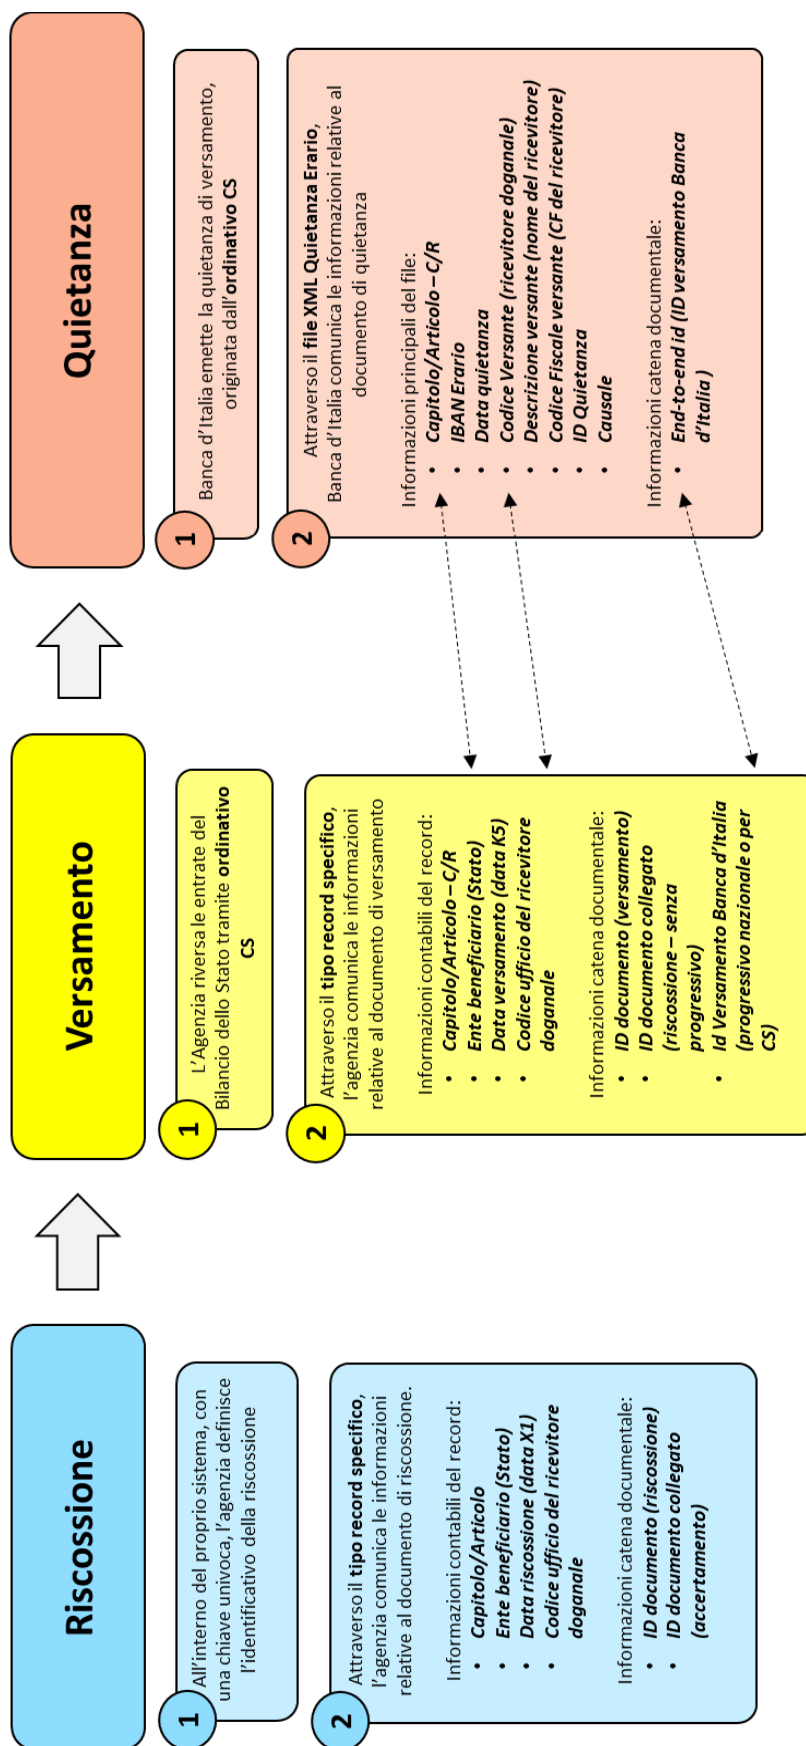 Riscossione
1
All'interno del proprio sistema, con
una chiave univoca, l'agenzia definisce
l'identificativo della riscossione
2
Attraverso il tipo record specifico,
l'agenzia comunica le informazioni
relative al documento di riscossione.
Informazioni contabili del record:
• Capitolo/Articolo
• Ente beneficiario (Stato)
• Data riscossione (data X1)
• Codice ufficio del ricevitore
doganale
Informazioni catena documentale:
• ID documento (riscossione)
• ID documento collegato
(accertamento)
Versamento
1
L'Agenzia riversa le entrate del
Bilancio dello Stato tramite ordinativo
CS
2
Attraverso il tipo record specifico,
l'agenzia comunica le informazioni
relative al documento di versamento
Informazioni contabili del record:
• Capitolo/Articolo – C/R
• Ente beneficiario (Stato)
• Data versamento (data K5)
• Codice ufficio del ricevitore
doganale
Informazioni catena documentale:
• ID documento (versamento)
• ID documento collegato
(riscossione – senza
progressivo)
• Id Versamento Banca d'Italia
(progressivo nazionale o per
CS)
Quietanza
1
Banca d'Italia emette la quietanza di versamento,
originata dall'ordinativo CS
2
Attraverso il file XML Quietanza Erario,
Banca d'Italia comunica le informazioni relative al
documento di quietanza
Informazioni principali del file:
• Capitolo/Articolo – C/R
• IBAN Erario
• Data quietanza
• Codice Versante (ricevitore doganale)
• Descrizione versante (nome del ricevitore)
• Codice Fiscale versante (CF del ricevitore)
• ID Quietanza
• Causale
Informazioni catena documentale:
• End-to-end id (ID versamento Banca
d'Italia )